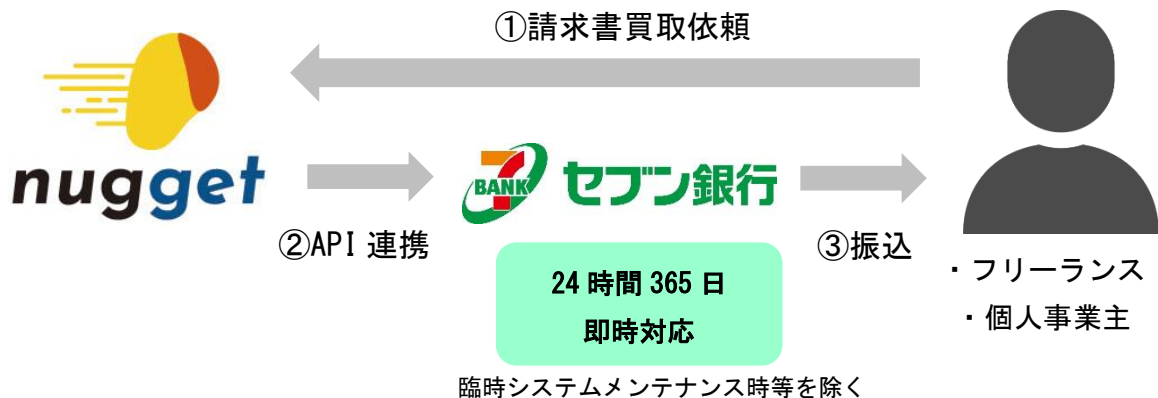 ①請求書買取依頼
nugget
7
BANK
セブン銀行
②API 連携
③振込
24 時間 365 日
即時対応
臨時システムメンテナンス時等を除く
・フリーランス
・個人事業主